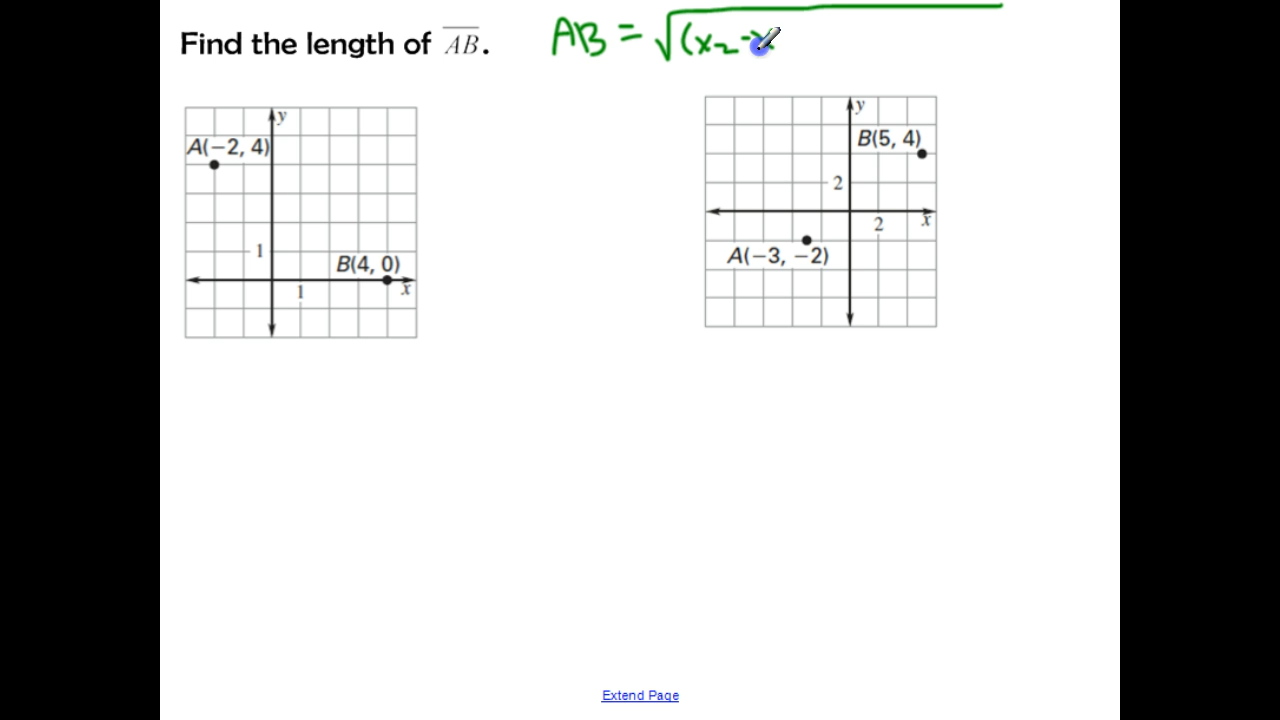 Find the length of AB.
AB = √(x₂-x
y
A(−2, 4)
1
B(4, 0)
1
x
y
B(5, 4)
2
2
x
A(−3, −2)
Extend Page